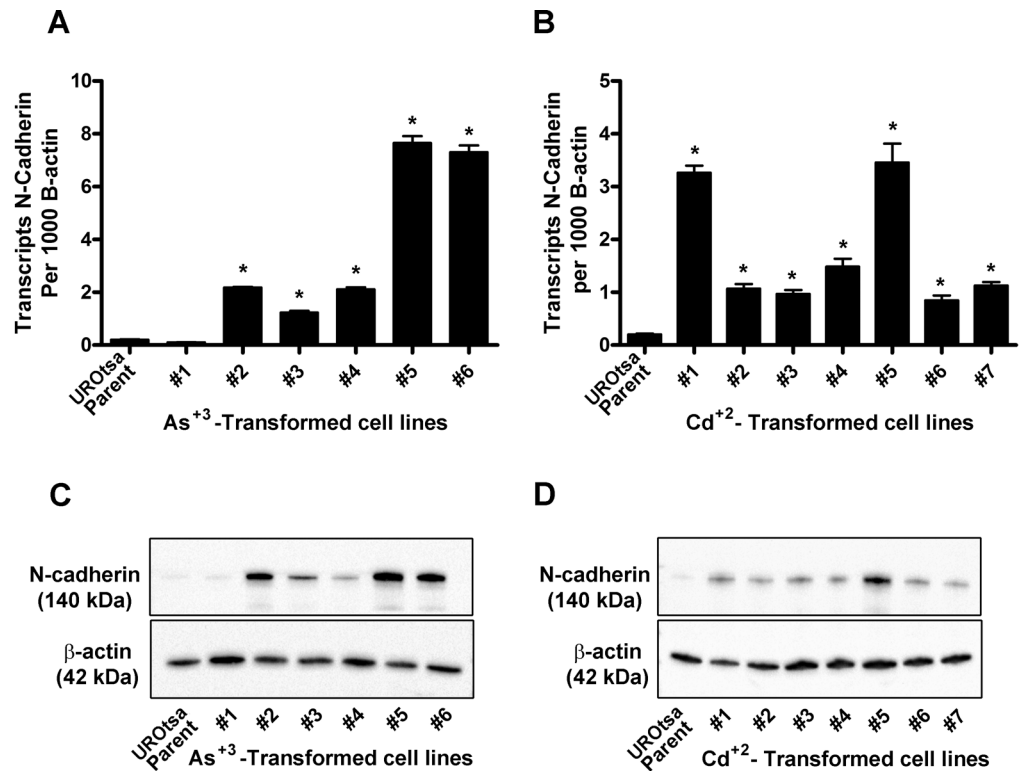 A
Transcripts N-Cadherin
Per 1000 B-actin
10
8
6
4
2
0
* * * * *
UROtsa
Parent
#1 #2 #3 #4 #5 #6
As+3 -Transformed cell lines
B
Transcripts N-Cadherin
per 1000 B-actin
5
4
3
2
1
0
* * * * * * *
UROtsa
Parent
#1 #2 #3 #4 #5 #6 #7
Cd+2- Transformed cell lines
C
N-cadherin
(140 kDa)
β-actin
(42 kDa)
UROtsa
Parent
#1 #2 #3 #4 #5 #6
As+3 -Transformed cell lines
D
N-cadherin
(140 kDa)
β-actin
(42 kDa)
UROtsa
Parent
#1 #2 #3 #4 #5 #6 #7
Cd+2- Transformed cell lines